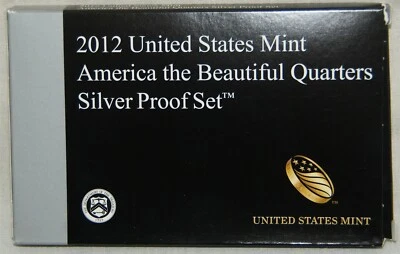 2012 United States Mint
America the Beautiful Quarters
Silver Proof Set™
UNITED STATES MINT